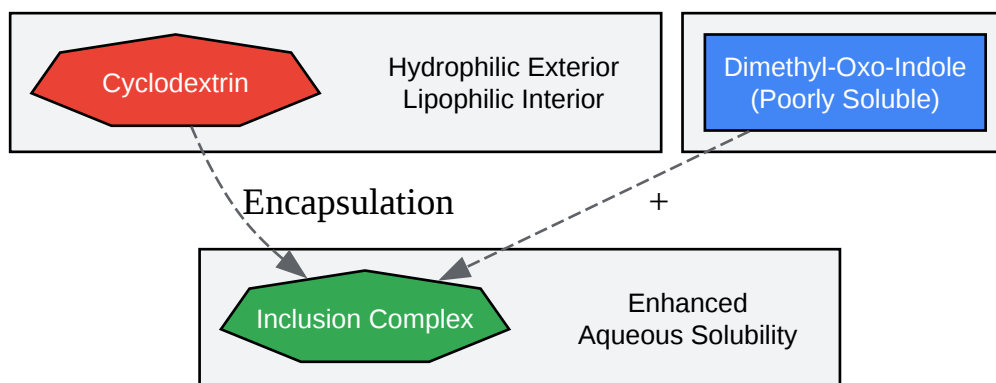 Cyclodextrin
Hydrophilic Exterior
Lipophilic Interior
Dimethyl-Oxo-Indole
(Poorly Soluble)
Encapsulation
+
Inclusion Complex
Enhanced
Aqueous Solubility